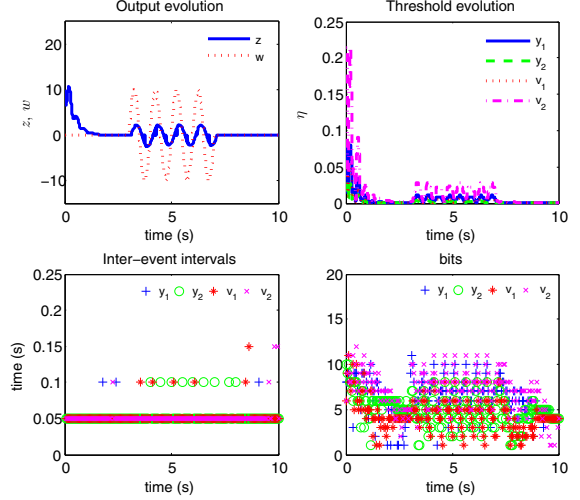 Output evolution
20
10
0
−10
z, w
0
5
10
time (s)
z
w
Threshold evolution
0.25
0.2
0.15
0.1
0.05
0
η
0
5
10
time (s)
y1
y2
v1
v2
Inter−event intervals
0.25
0.2
0.15
0.1
0.05
0
time (s)
0
5
10
time (s)
y1 y2 v1 v2
bits
20
15
10
5
0
0
5
10
time (s)
y1 y2 v1 v2